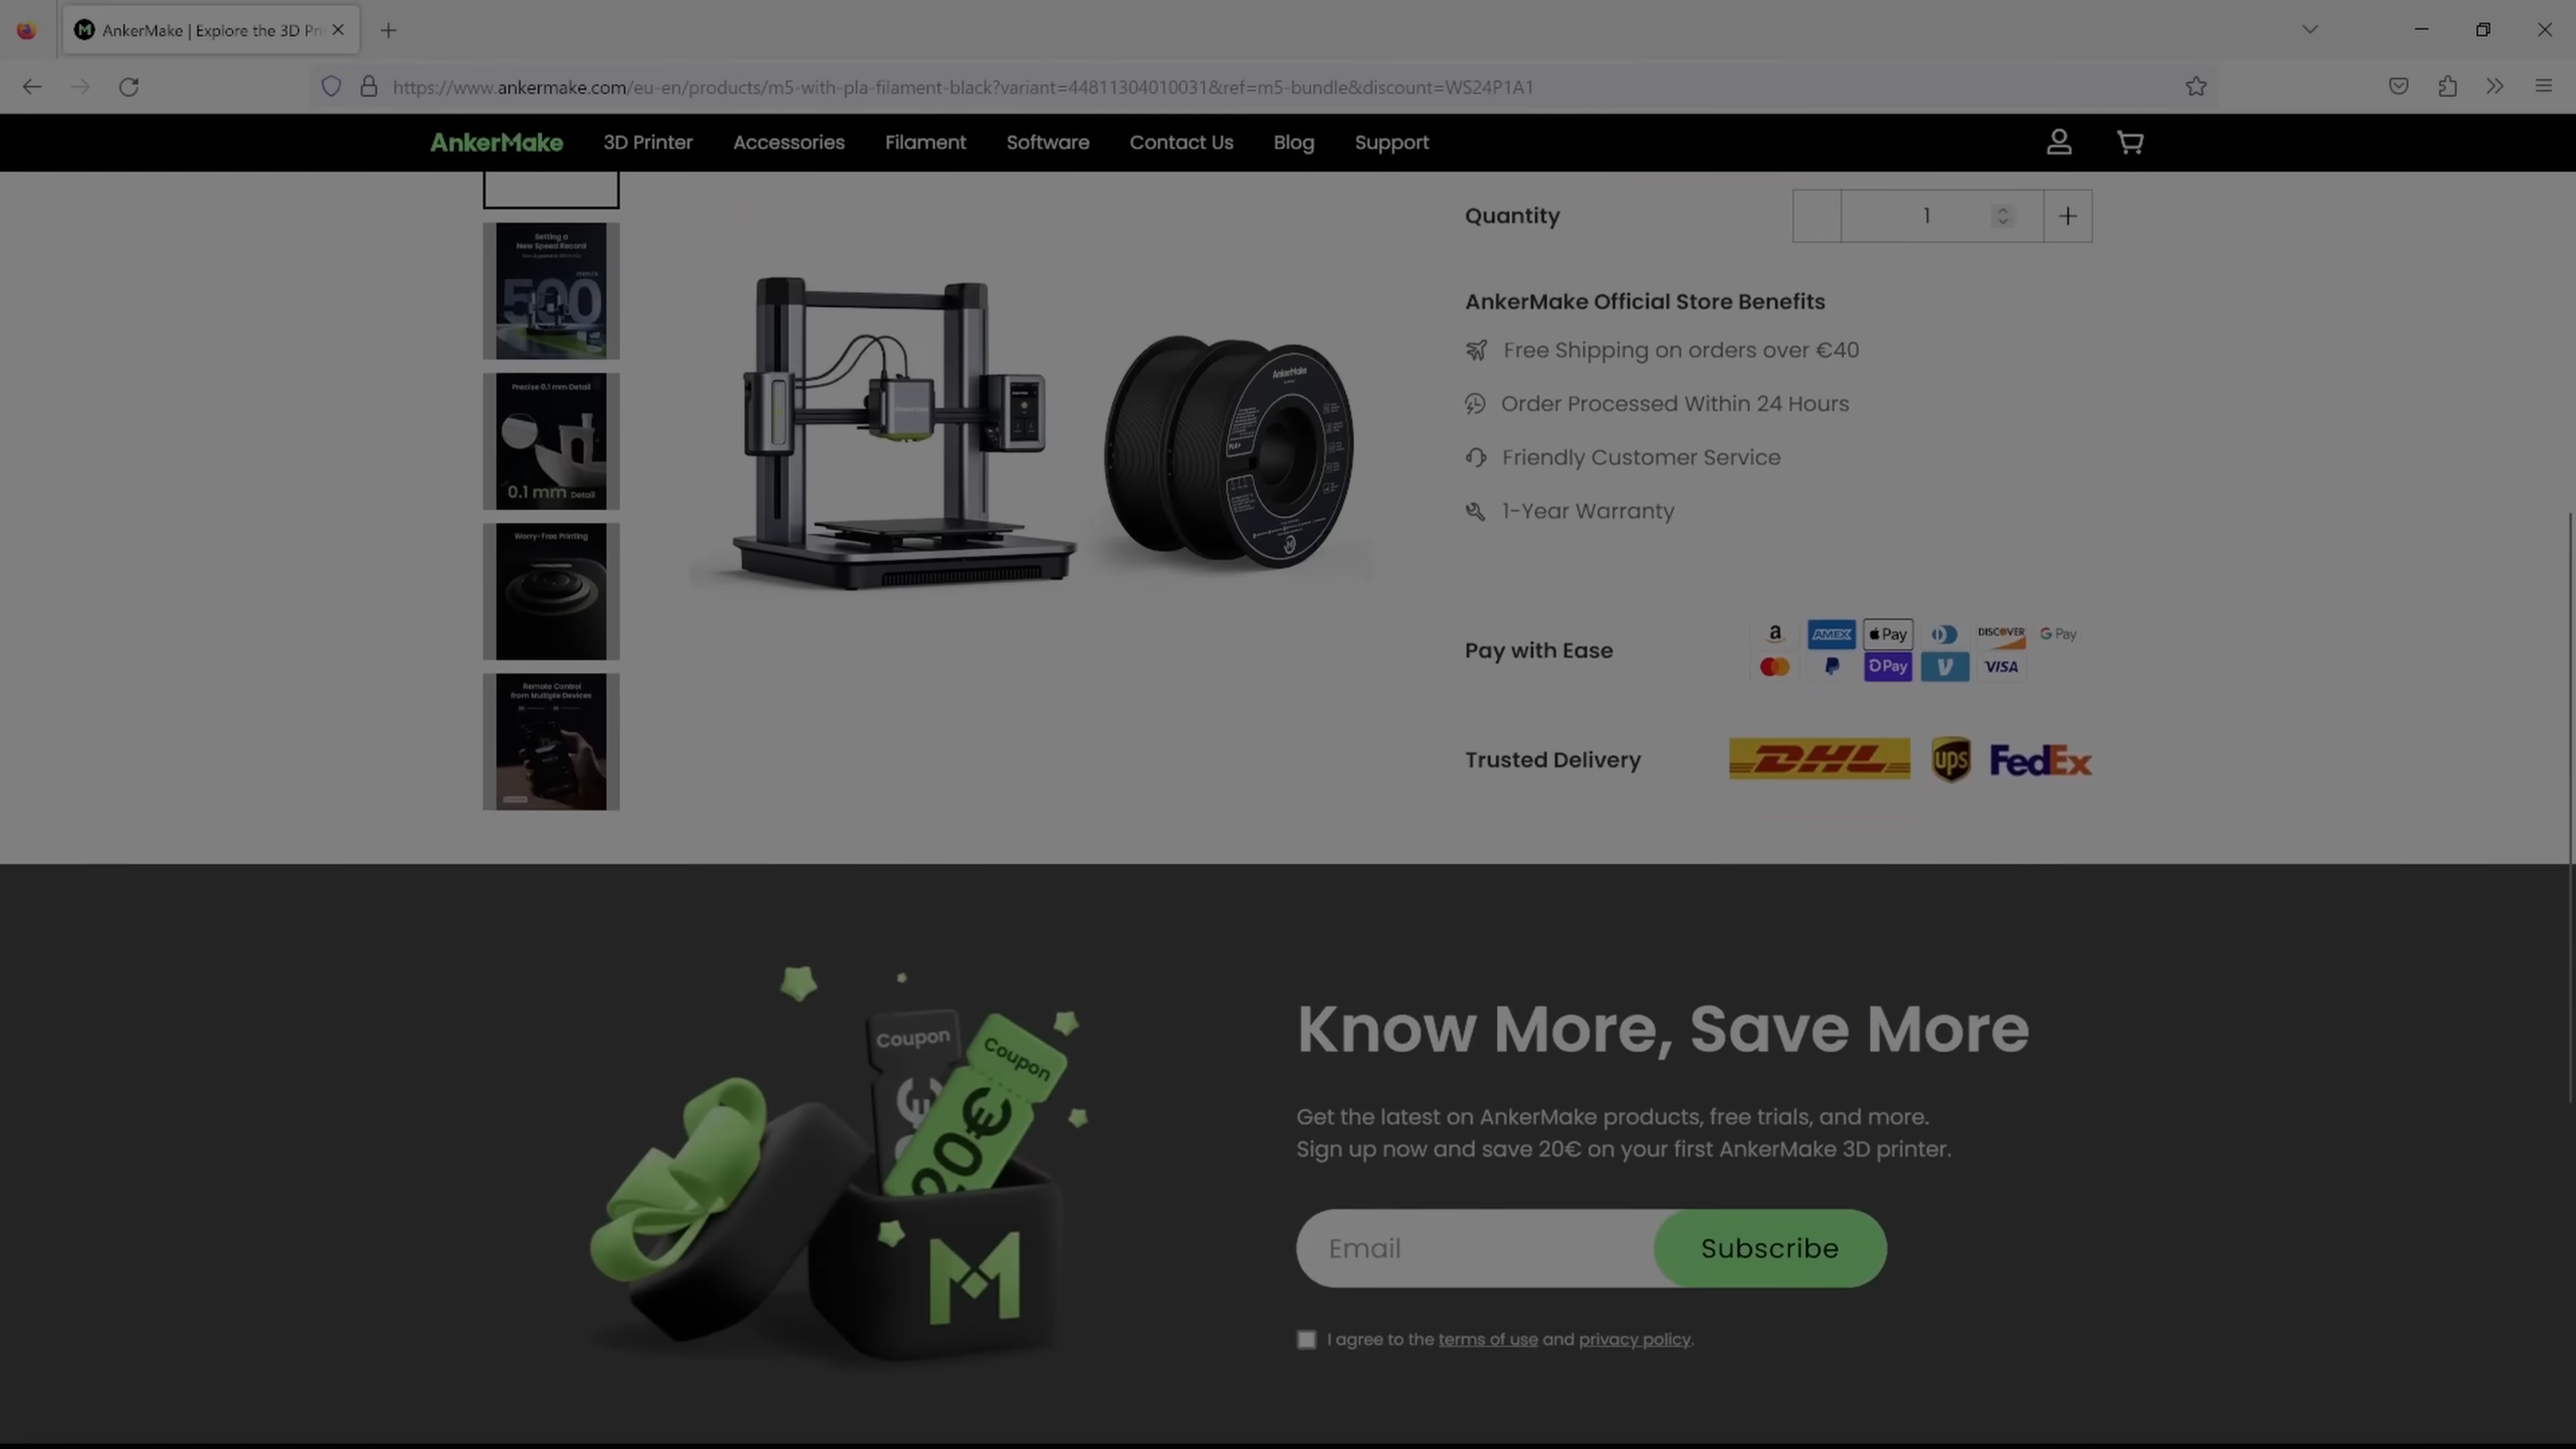 AnkerMake | Explore the 3D Pri
https://www.ankermake.com/eu-en/products/m5-with-pla-filament-black?variant=44811304010031&ref=m5-bundle&discount=WS24P1A1
AnkerMake 3D Printer Accessories Filament Software Contact Us Blog Support
Setting a
New Speed Record
mm/s
500
Precise 0.1 mm Detail
0.1 mm Detail
Worry-Free Printing
Remote Control
from Multiple Devices
AnkerMake
Quantity
1
AnkerMake Official Store Benefits
Free Shipping on orders over €40
Order Processed Within 24 Hours
Friendly Customer Service
1-Year Warranty
Pay with Ease
a AMEX Pay DISCOVER G Pay
Pay V VISA
Trusted Delivery DHL ups FedEx
Coupon
Coupon
€
20€
M
Know More, Save More
Get the latest on AnkerMake products, free trials, and more.
Sign up now and save 20€ on your first AnkerMake 3D printer.
Email Subscribe
I agree to the terms of use and privacy policy.